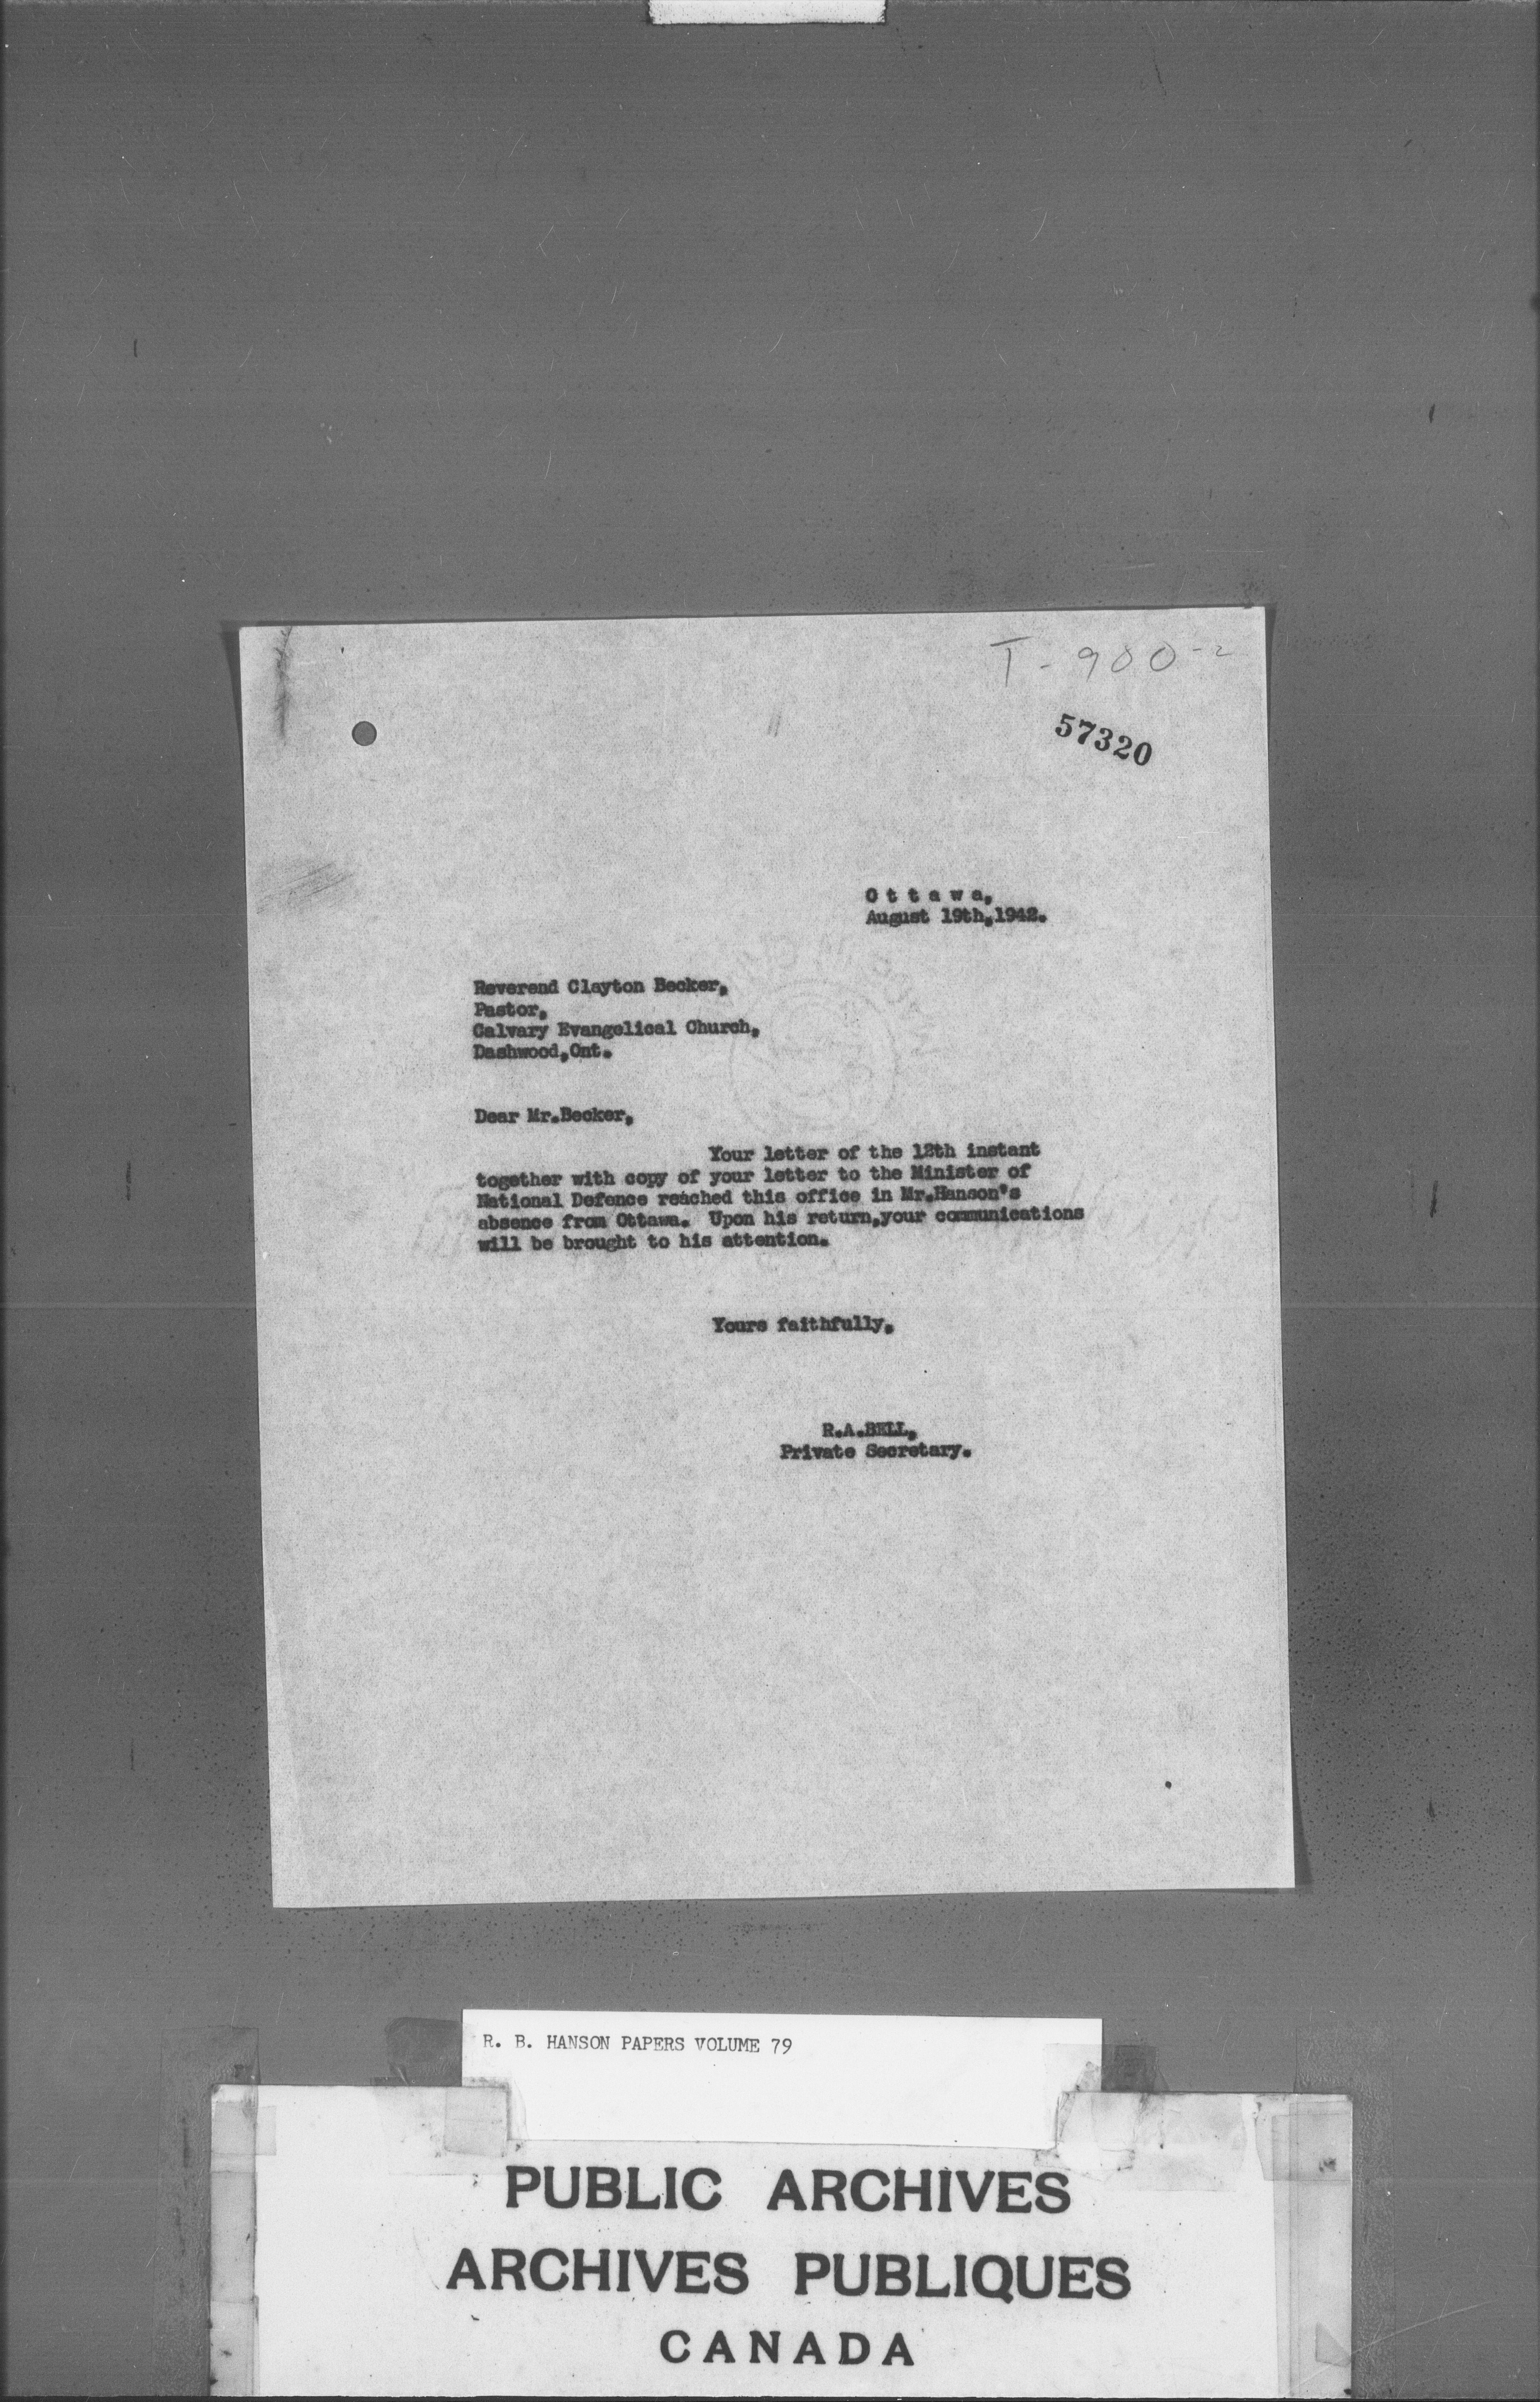 T-900-2
57320
O t t a w a,
August 19th,1942.
Reverend Clayton Becker,
Pastor,
Calvary Evangelical Church,
Dashwood,Ont.
Dear Mr.Becker,
Your letter of the 12th instant
together with copy of your letter to the Minister of
National Defence reached this office in Mr.Hanson's
absence from Ottawa. Upon his return,your communications
will be brought to his attention.
Yours faithfully,
R.A.BELL,
Private Secretary.
R. B. HANSON PAPERS VOLUME 79
PUBLIC ARCHIVES
ARCHIVES PUBLIQUES
CANADA